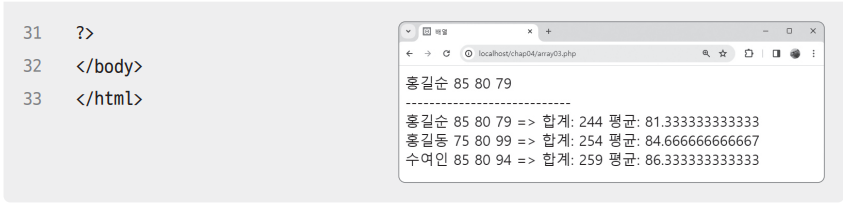 31 ?>
32 </body>
33 </html>
배열
localhost/chap04/array03.php
홍길순 85 80 79
----------------------------
홍길순 85 80 79 => 합계: 244 평균: 81.333333333333
홍길동 75 80 99 => 합계: 254 평균: 84.666666666667
수여인 85 80 94 => 합계: 259 평균: 86.333333333333